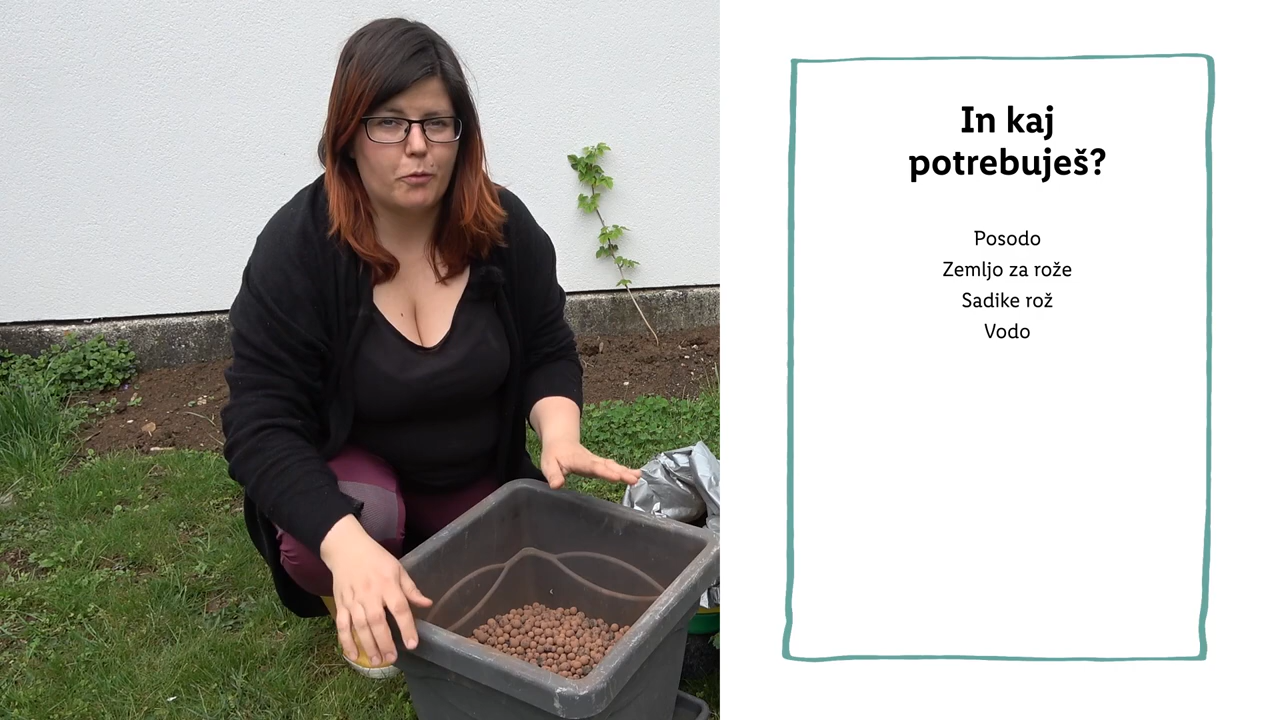 In kaj
potrebuješ?
Posodo
Zemljo za rože
Sadike rož
Vodo